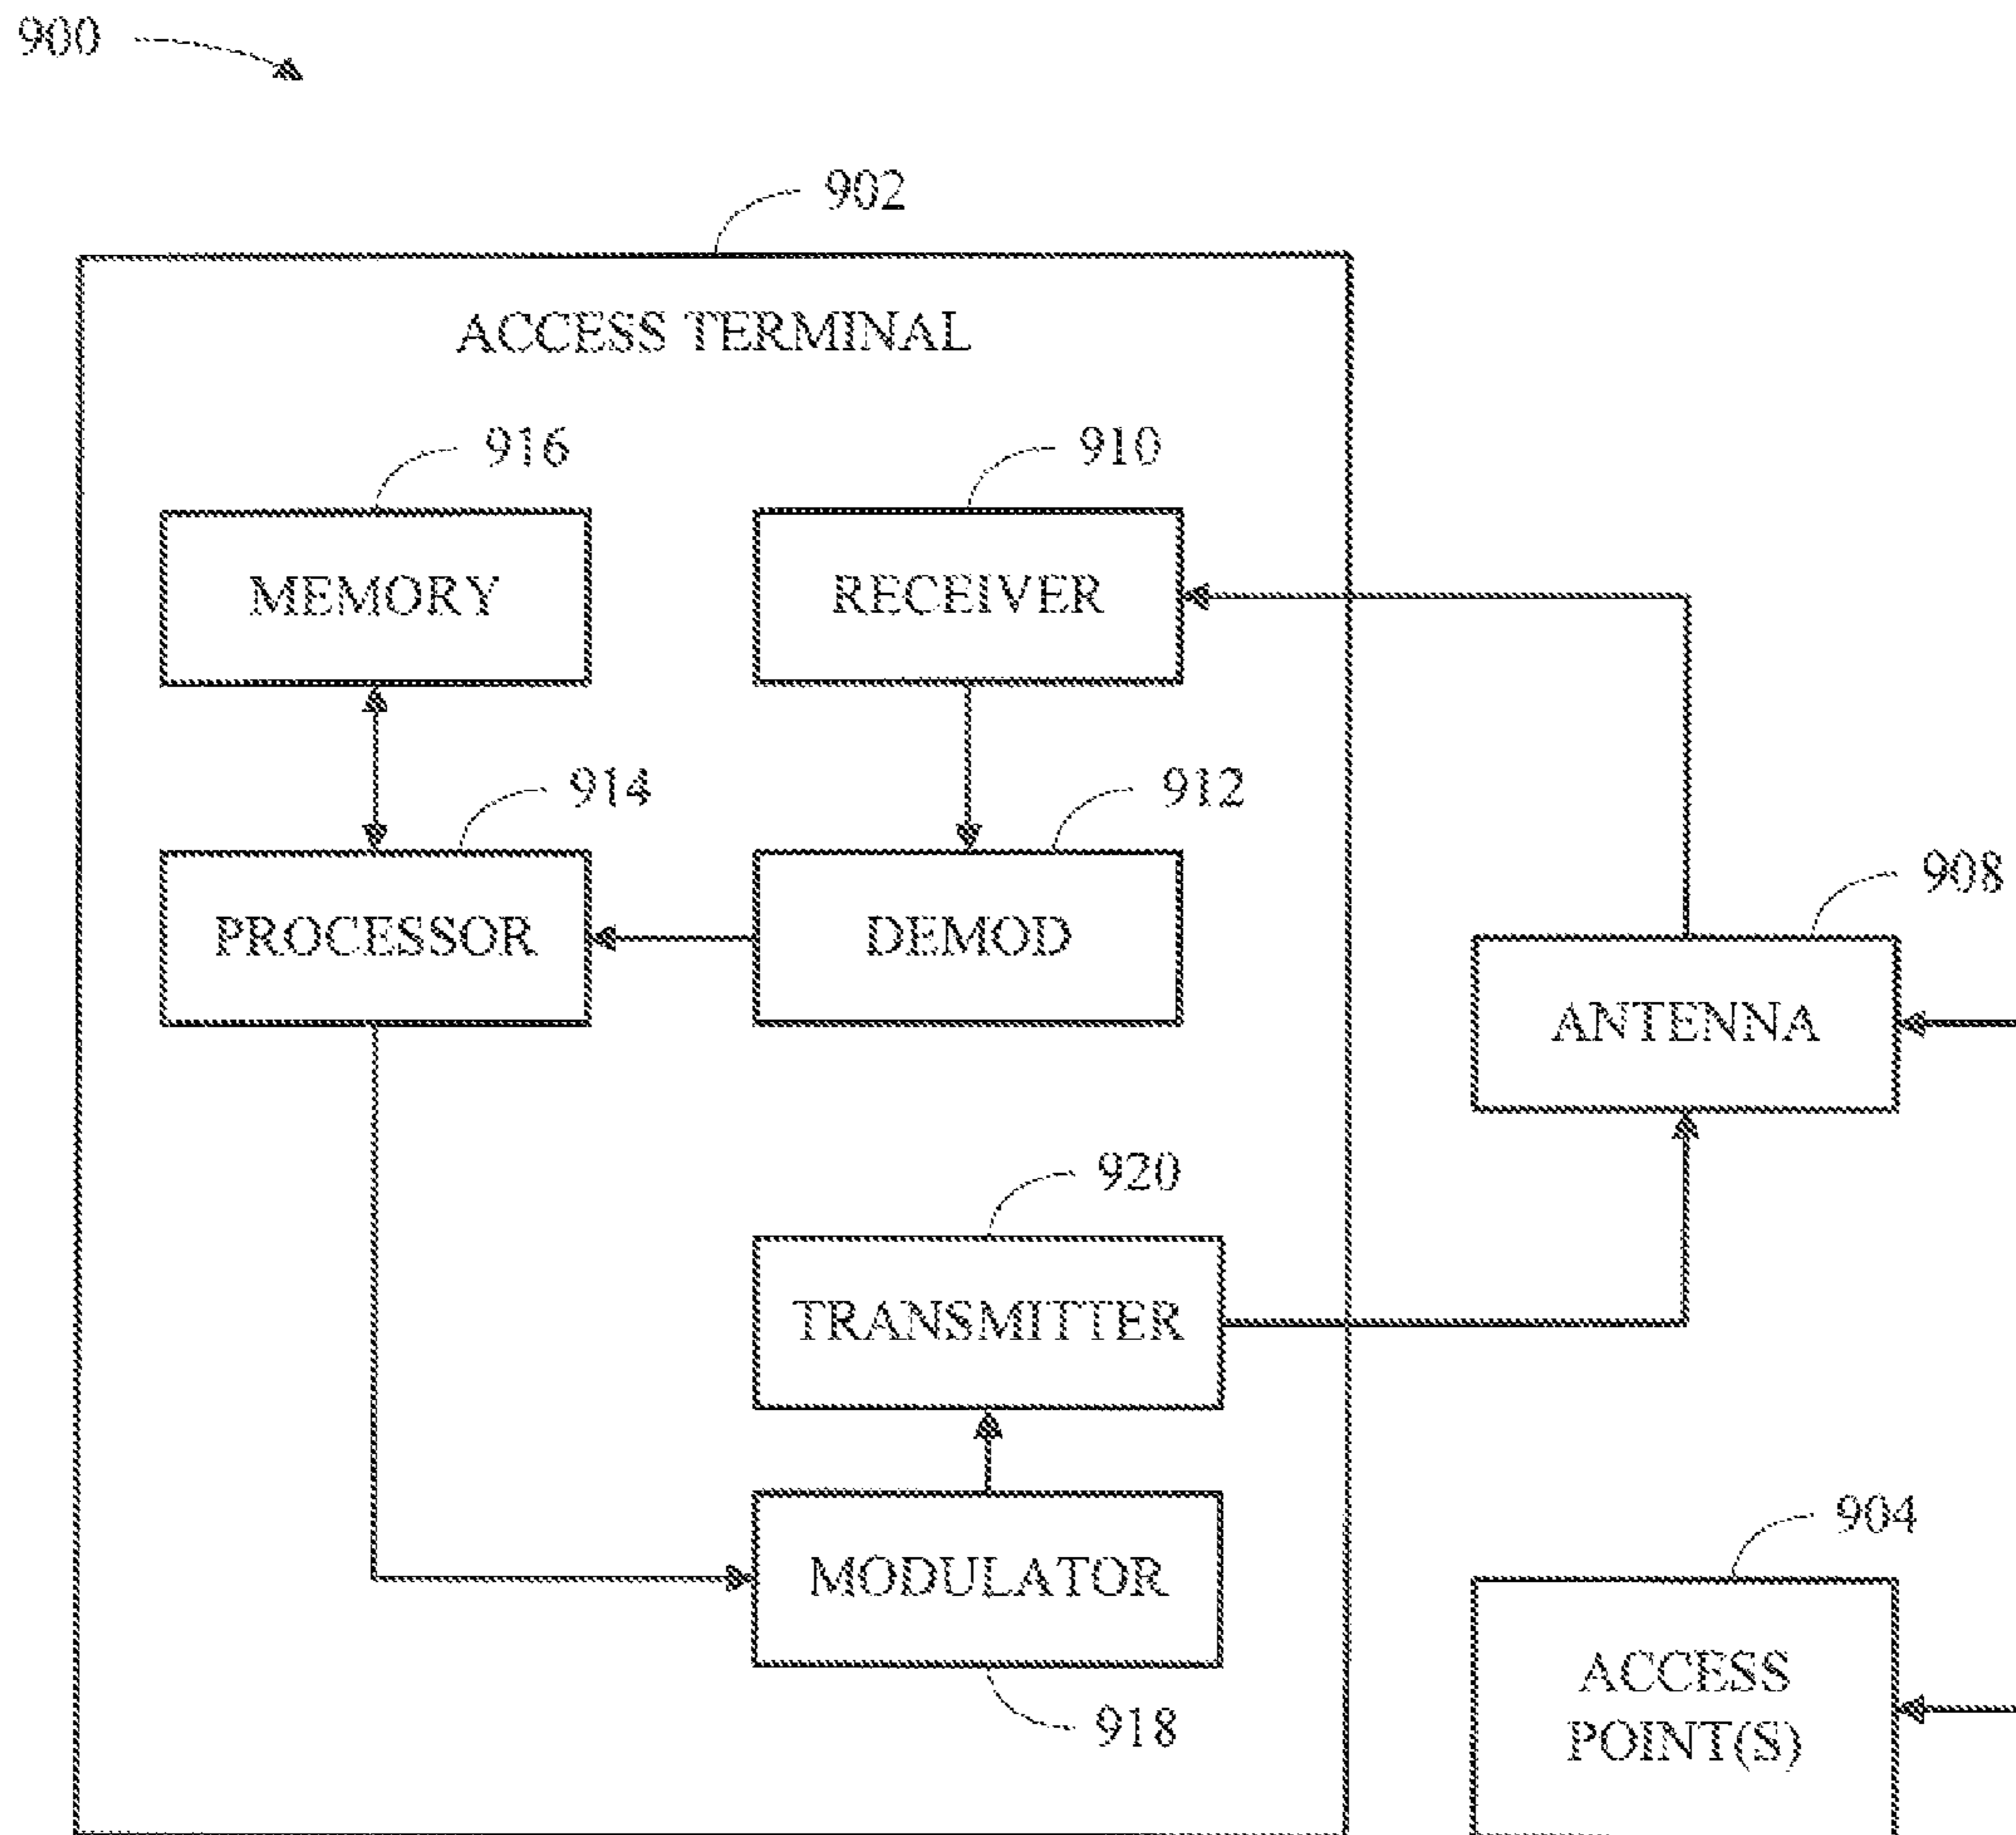 900
902
ACCESS TERMINAL
916
910
MEMORY
RECEIVER
914
912
908
PROCESSOR
DEMOD
ANTENNA
920
TRANSMITTER
904
MODULATOR
ACCESS
POINT(S)
918